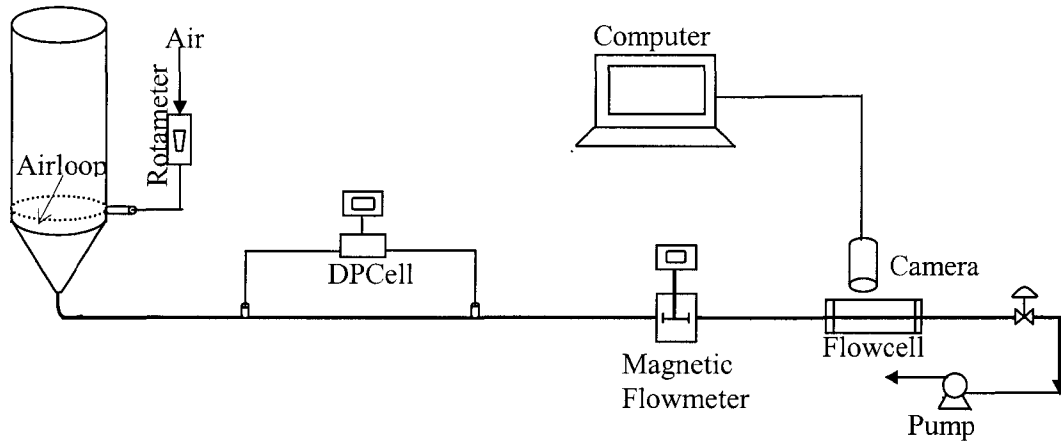 Air
Rotameter
Airloop
DPCell
Computer
Camera
Flowcell
Magnetic
Flowmeter
Pump